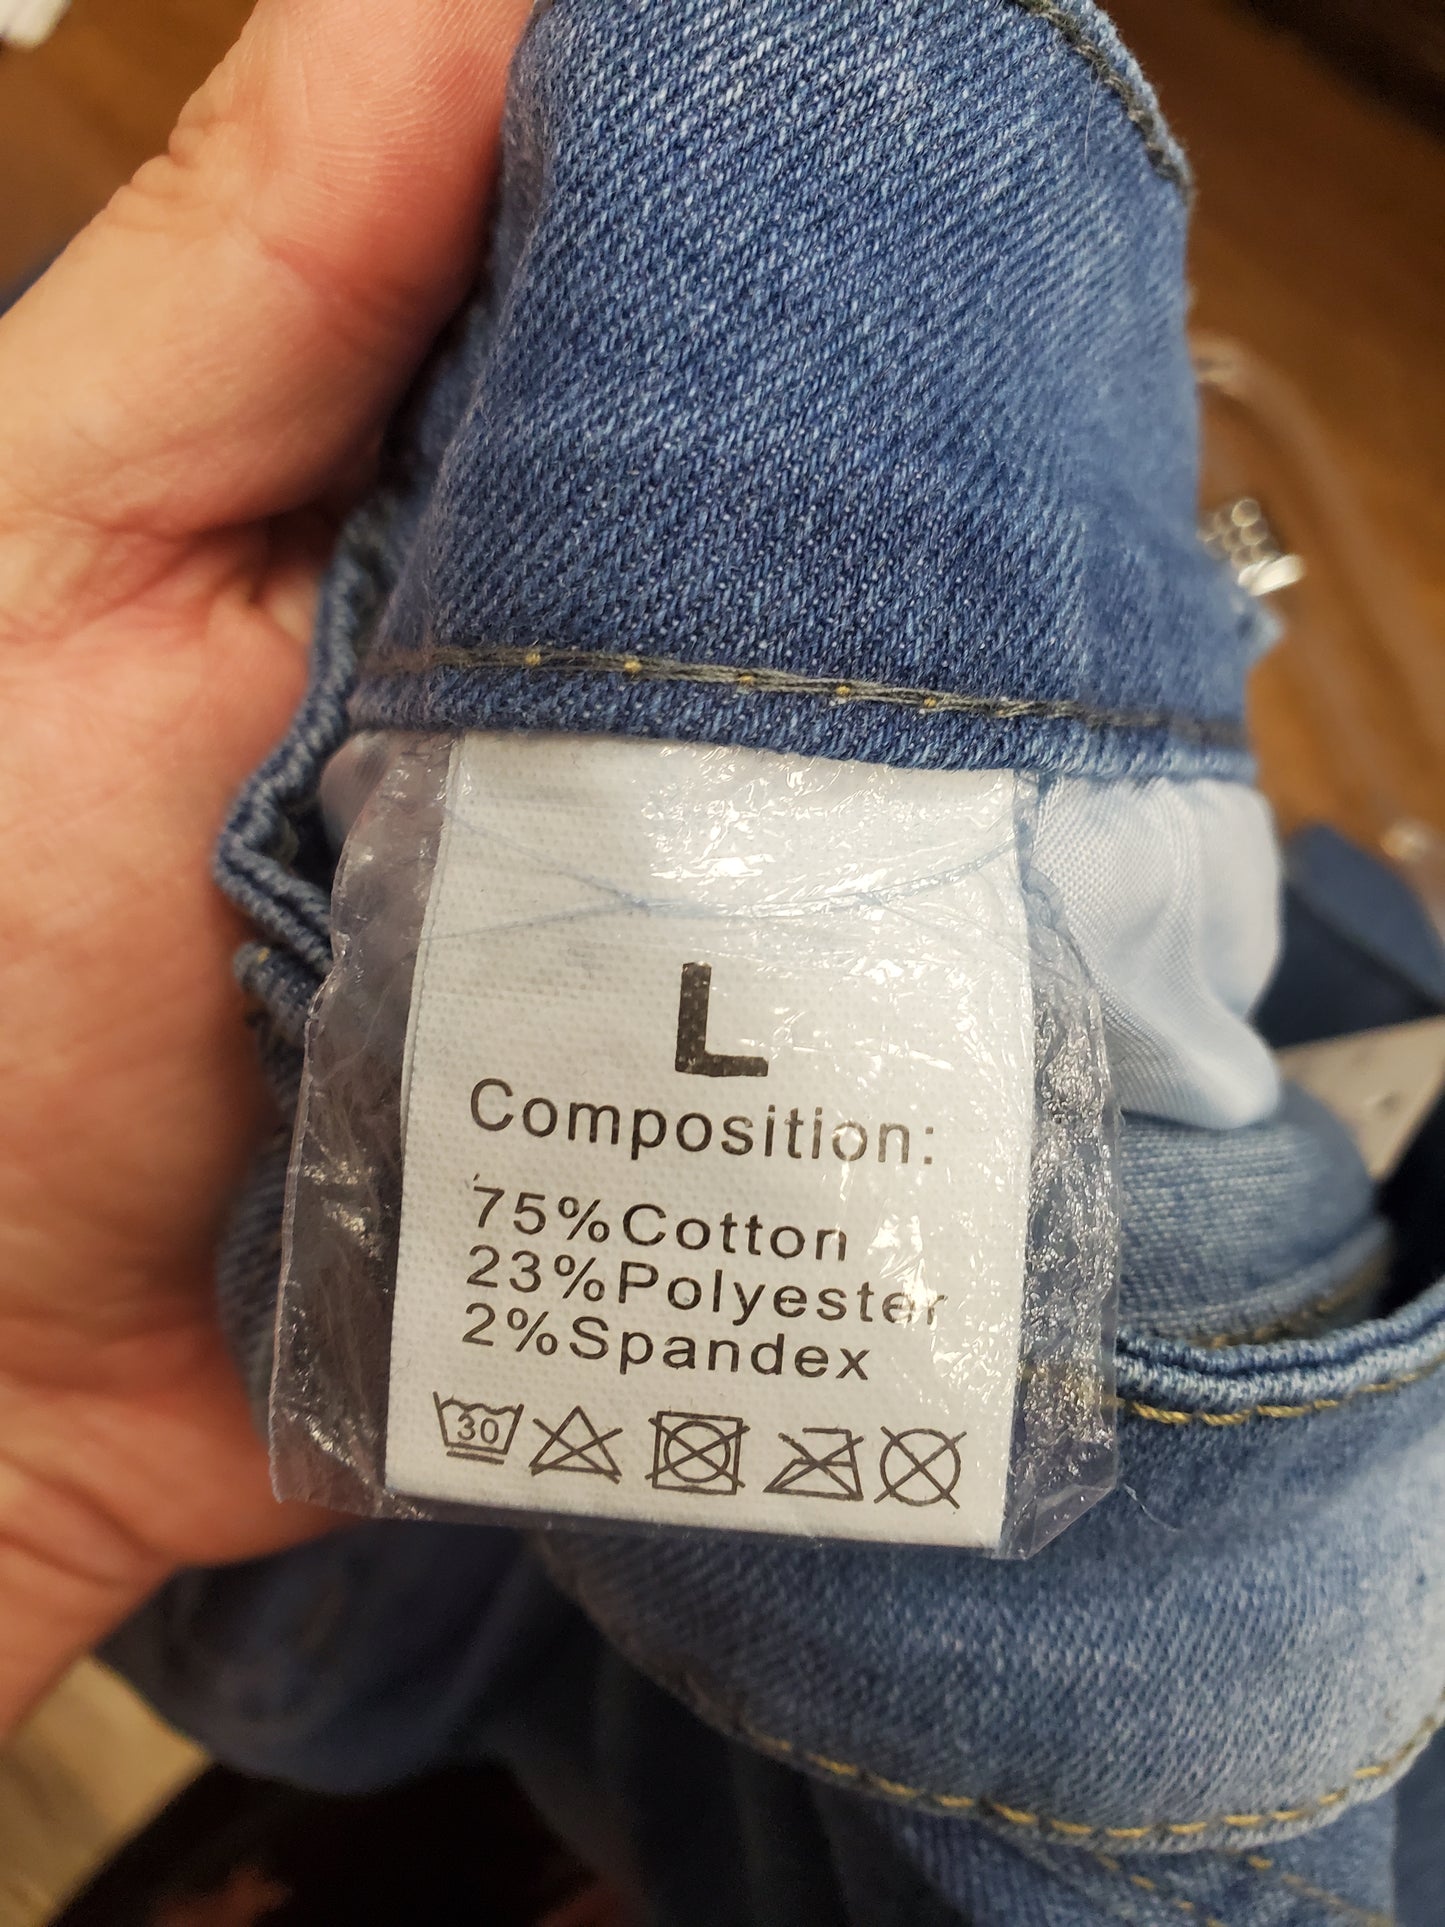 L
Composition:
75%Cotton
23%Polyester
2%Spandex
30